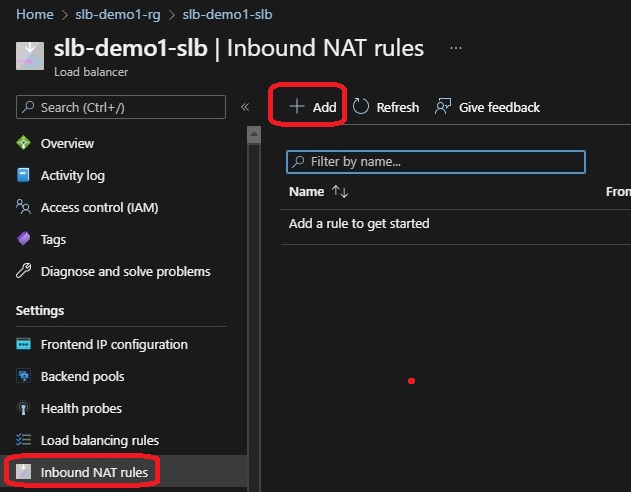 Home > slb-demo1-rg > slb-demo1-slb
slb-demo1-slb | Inbound NAT rules ...
Load balancer
Search (Ctrl+/) «
Overview
Activity log
Access control (IAM)
Tags
Diagnose and solve problems
Settings
Frontend IP configuration
Backend pools
Health probes
Load balancing rules
Inbound NAT rules
+ Add Refresh Give feedback
Filter by name...
Name ↑↓ Fron
Add a rule to get started